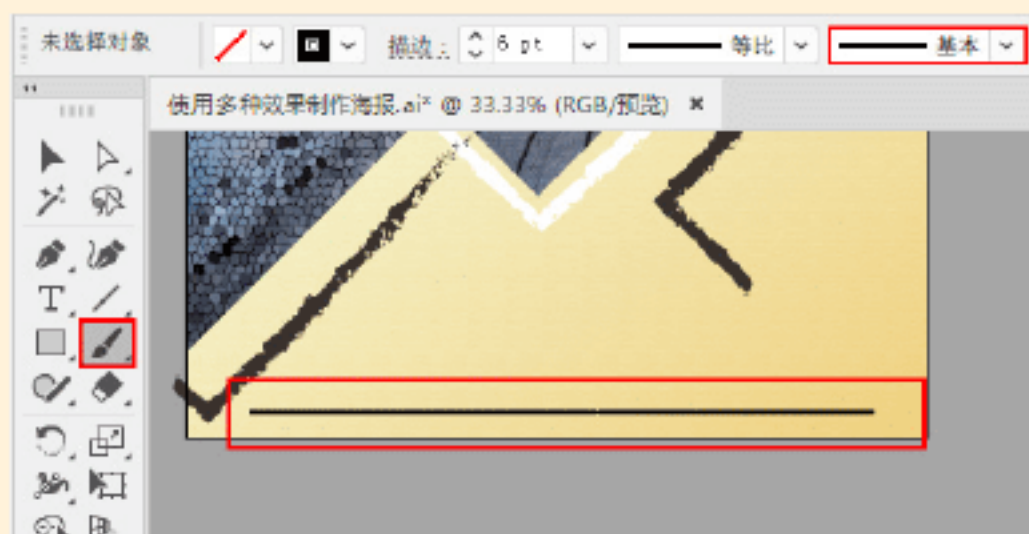 未选择对象 描边: 6 pt 等比 基本
使用多种效果制作海报.ai* @ 33.33% (RGB/预览) ×